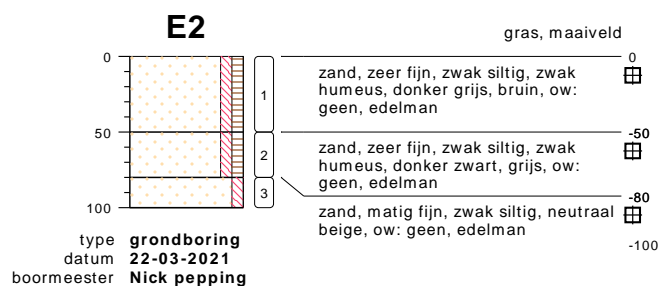 E2
gras, maaiveld
0
50
100
1
2
3
0
zand, zeer fijn, zwak siltig, zwak
humeus, donker grijs, bruin, ow:
geen, edelman
-50
zand, zeer fijn, zwak siltig, zwak
humeus, donker zwart, grijs, ow:
geen, edelman
-80
zand, matig fijn, zwak siltig, neutraal
beige, ow: geen, edelman
-100
type grondboring
datum 22-03-2021
boormeester Nick pepping